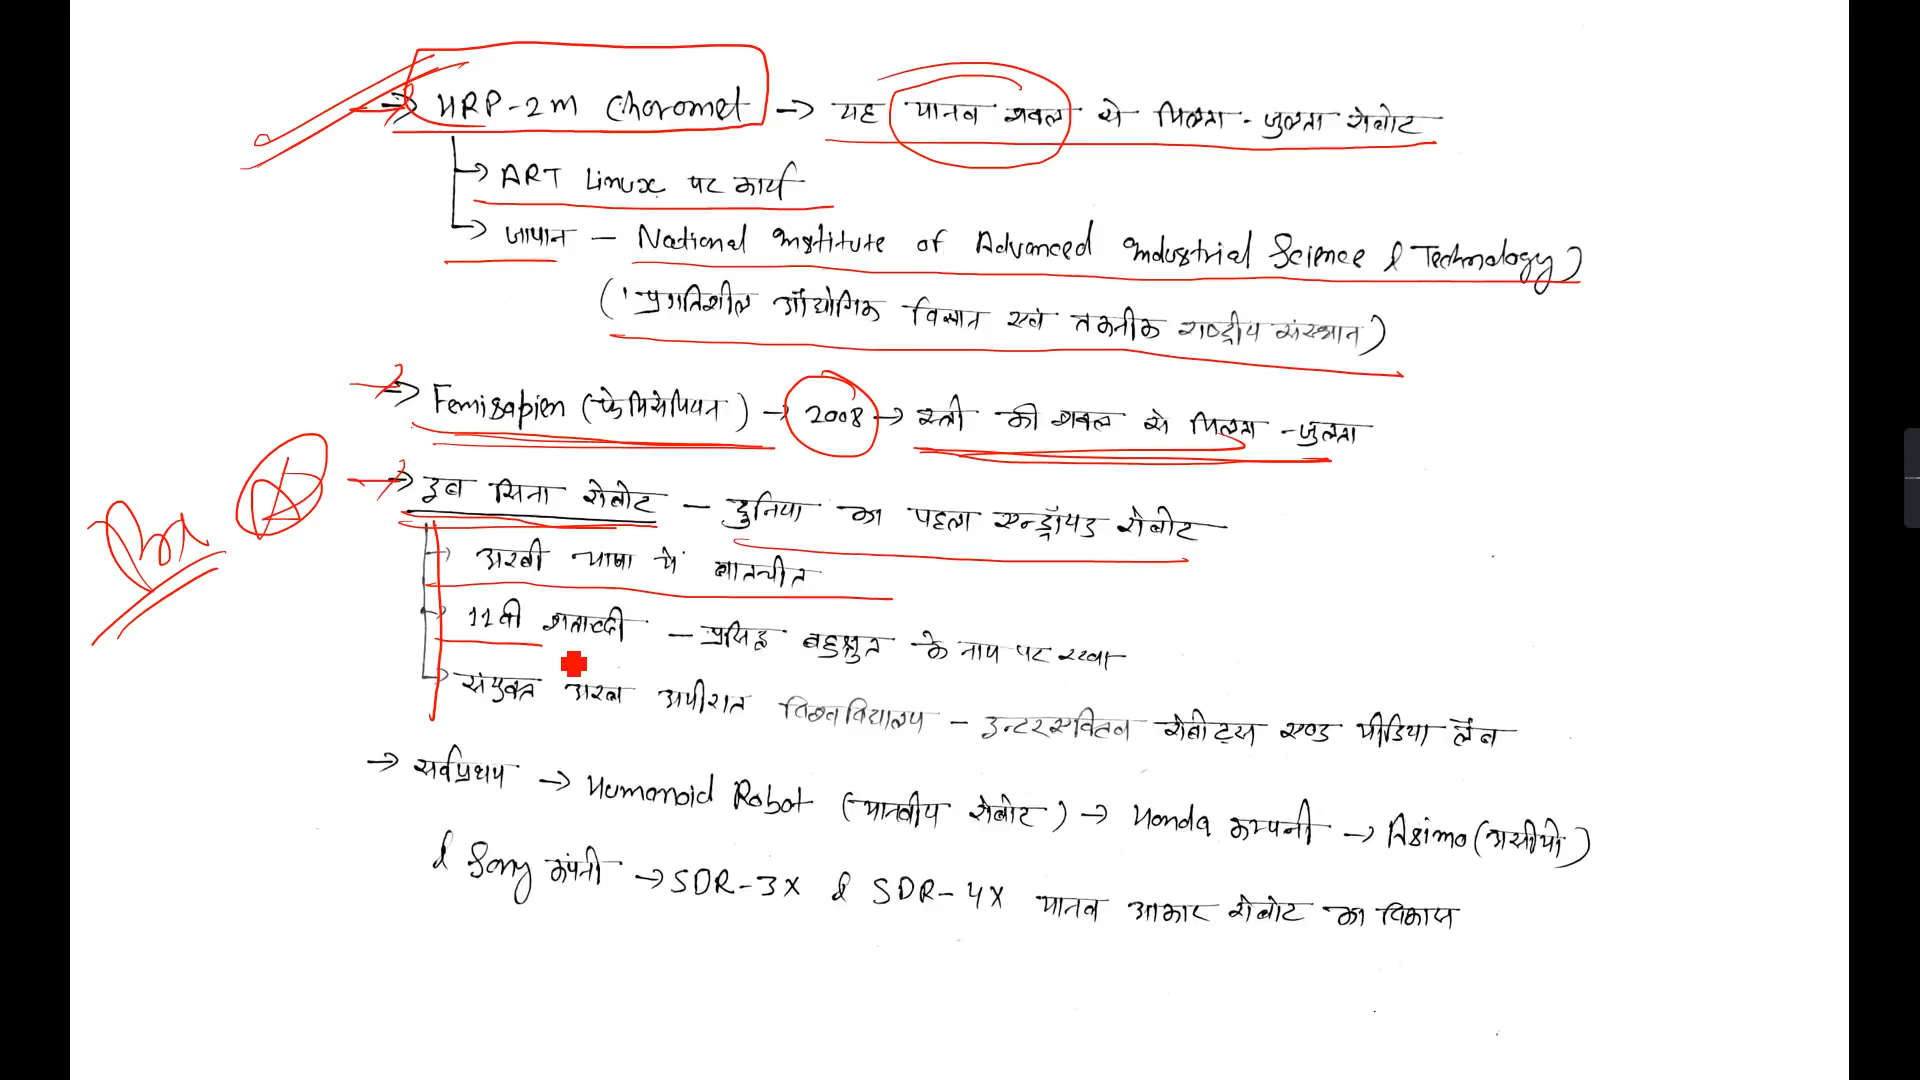 → HRP-2M Choromet → यह मानव शक्ल से मिलता-जुलता रोबोट
→ ART Linux पर कार्य
→ जापान – National Institute of Advanced Industrial Science & Technology)
(प्रगतिशील औद्योगिक विज्ञान एवं तकनीक राष्ट्रीय संस्थान)
→ Femisapien (फेमिसेपियन) → 2008 → स्त्री की शक्ल से मिलता-जुलता
→ इब्न सिना रोबोट – दुनिया का पहला एन्ड्रॉयड रोबोट
→ अरबी भाषा में बातचीत
→ 11वी शताब्दी – प्रसिद्ध बहुश्रुत के नाम पर रखा
→ संयुक्त अरब अमीरात विश्वविद्यालय – इन्टरएक्टिव रोबोट्स एण्ड मीडिया लैब
→ सर्वप्रथम → Humanoid Robot (मानवीय रोबोट) → Honda कम्पनी → Asimo (असीमो)
& Sony कंपनी → SDR-3X & SDR-4X मानव आकार रोबोट का विकास